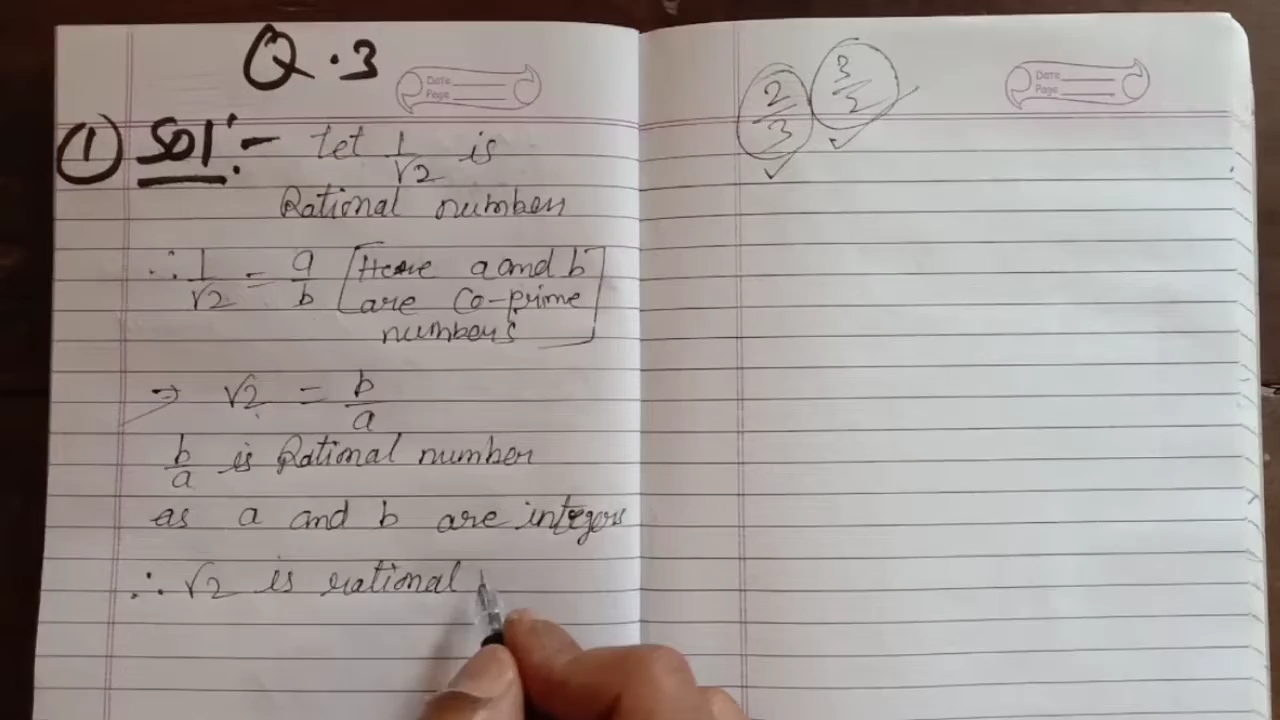 Q.3
Date
Page
① Sol:- let 1/√2 is
Rational number
∴ 1/√2 = a/b [Here a and b
are Co-prime
numbers]
⇒ √2 = b/a
b/a is Rational number
as a and b are integers
∴ √2 is rational
2/3 3/2
Date
Page